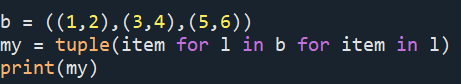 b = ((1,2),(3,4),(5,6))
my = tuple(item for l in b for item in l)
print(my)